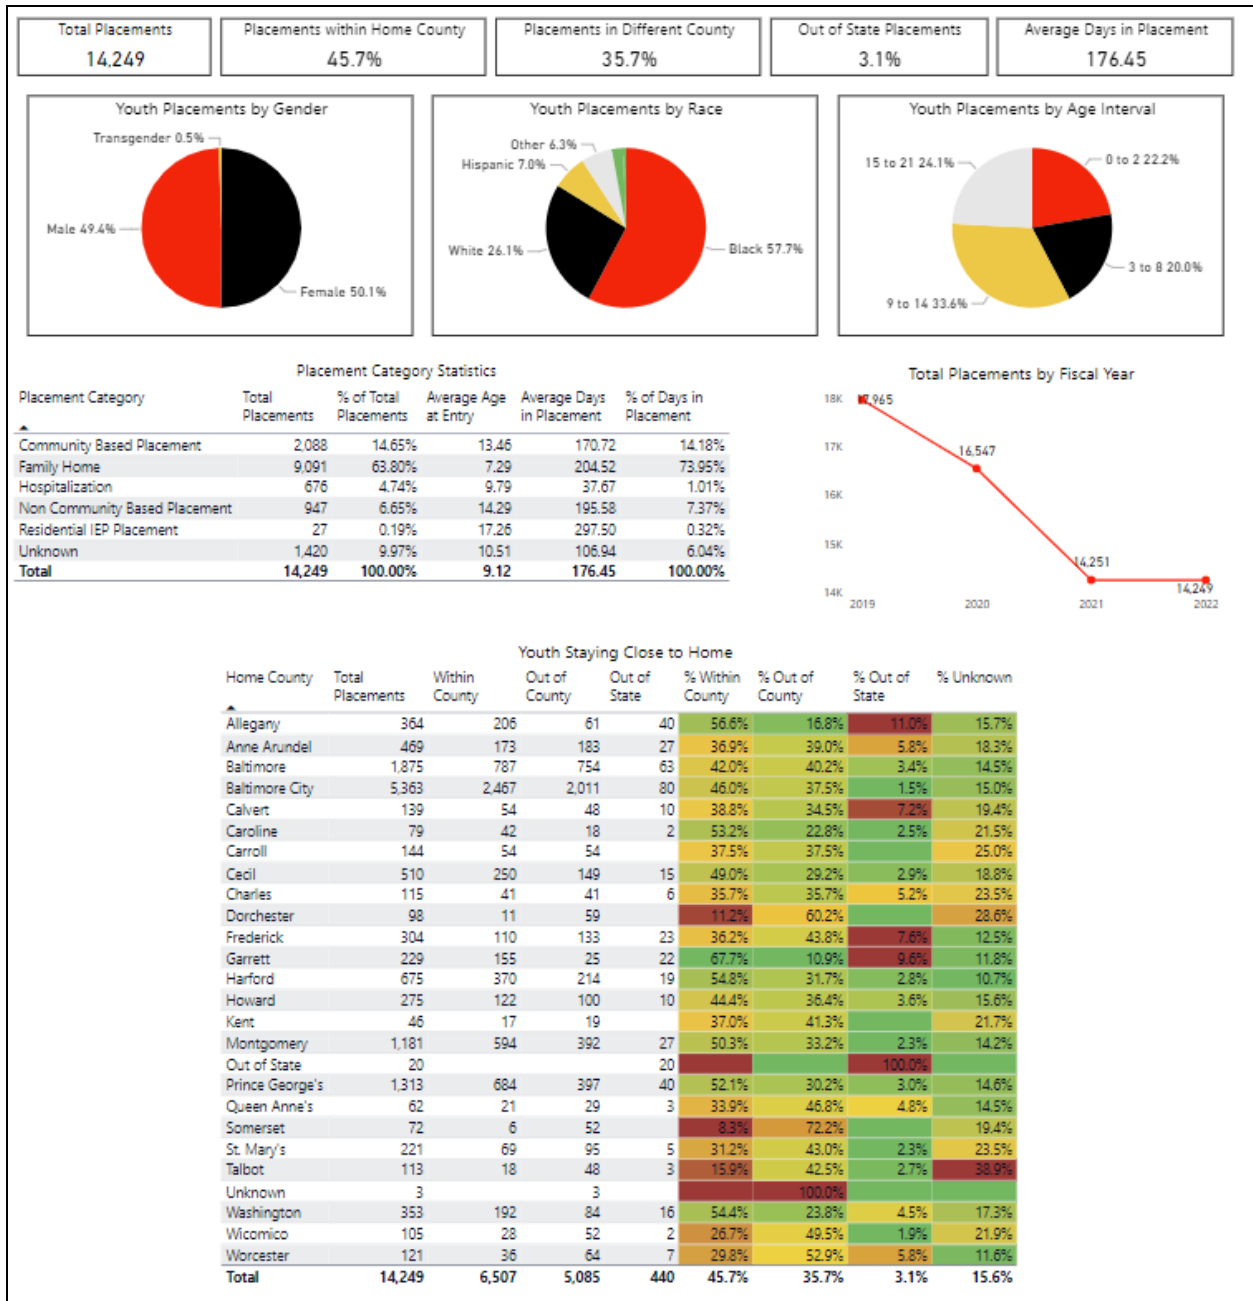 Total Placements
14,249
Placements within Home County
45.7%
Placements in Different County
35.7%
Out of State Placements
3.1%
Average Days in Placement
176.45
Youth Placements by Gender
Transgender 0.5%
Male 49.4%
Female 50.1%
Youth Placements by Race
Other 6.3%
Hispanic 7.0%
White 26.1%
Black 57.7%
Youth Placements by Age Interval
15 to 21 24.1%
0 to 2 22.2%
3 to 8 20.0%
9 to 14 33.6%
Placement Category Statistics
Placement Category Total Placements % of Total Placements Average Age at Entry Average Days in Placement % of Days in Placement
Community Based Placement 2,088 14.65% 13.46 170.72 14.18%
Family Home 9,091 63.80% 7.29 204.52 73.95%
Hospitalization 676 4.74% 9.79 37.67 1.01%
Non Community Based Placement 947 6.65% 14.29 195.58 7.37%
Residential IEP Placement 27 0.19% 17.26 297.50 0.32%
Unknown 1,420 9.97% 10.51 106.94 6.04%
Total 14,249 100.00% 9.12 176.45 100.00%
Total Placements by Fiscal Year
18K
17K
16K
15K
14K
17,965
16,547
14,251
14,249
2019 2020 2021 2022
Youth Staying Close to Home
Home County Total Placements Within County Out of County Out of State % Within County % Out of County % Out of State % Unknown
Allegany 364 206 61 40 56.6% 16.8% 11.0% 15.7%
Anne Arundel 469 173 183 27 36.9% 39.0% 5.8% 18.3%
Baltimore 1,875 787 754 63 42.0% 40.2% 3.4% 14.5%
Baltimore City 5,363 2,467 2,011 80 46.0% 37.5% 1.5% 15.0%
Calvert 139 54 48 10 38.8% 34.5% 7.2% 19.4%
Caroline 79 42 18 2 53.2% 22.8% 2.5% 21.5%
Carroll 144 54 54 37.5% 37.5% 25.0%
Cecil 510 250 149 15 49.0% 29.2% 2.9% 18.8%
Charles 115 41 41 6 35.7% 35.7% 5.2% 23.5%
Dorchester 98 11 59 11.2% 60.2% 28.6%
Frederick 304 110 133 23 36.2% 43.8% 7.6% 12.5%
Garrett 229 155 25 22 67.7% 10.9% 9.6% 11.8%
Harford 675 370 214 19 54.8% 31.7% 2.8% 10.7%
Howard 275 122 100 10 44.4% 36.4% 3.6% 15.6%
Kent 46 17 19 37.0% 41.3% 21.7%
Montgomery 1,181 594 392 27 50.3% 33.2% 2.3% 14.2%
Out of State 20 20 100.0%
Prince George's 1,313 684 397 40 52.1% 30.2% 3.0% 14.6%
Queen Anne's 62 21 29 3 33.9% 46.8% 4.8% 14.5%
Somerset 72 6 52 8.3% 72.2% 19.4%
St. Mary's 221 69 95 5 31.2% 43.0% 2.3% 23.5%
Talbot 113 18 48 3 15.9% 42.5% 2.7% 38.9%
Unknown 3 3 100.0%
Washington 353 192 84 16 54.4% 23.8% 4.5% 17.3%
Wicomico 105 28 52 2 26.7% 49.5% 1.9% 21.9%
Worcester 121 36 64 7 29.8% 52.9% 5.8% 11.6%
Total 14,249 6,507 5,085 440 45.7% 35.7% 3.1% 15.6%